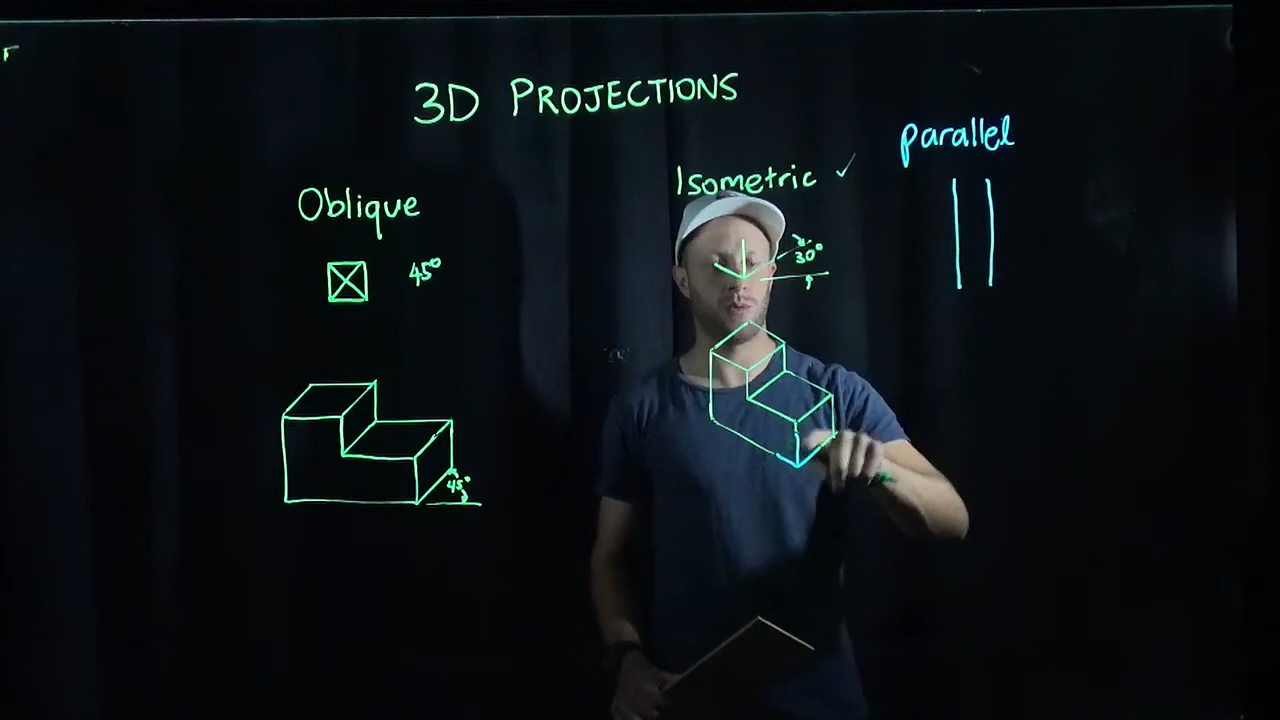 3D PROJECTIONS
Oblique
45°
45°
Isometric ✓
30°
parallel